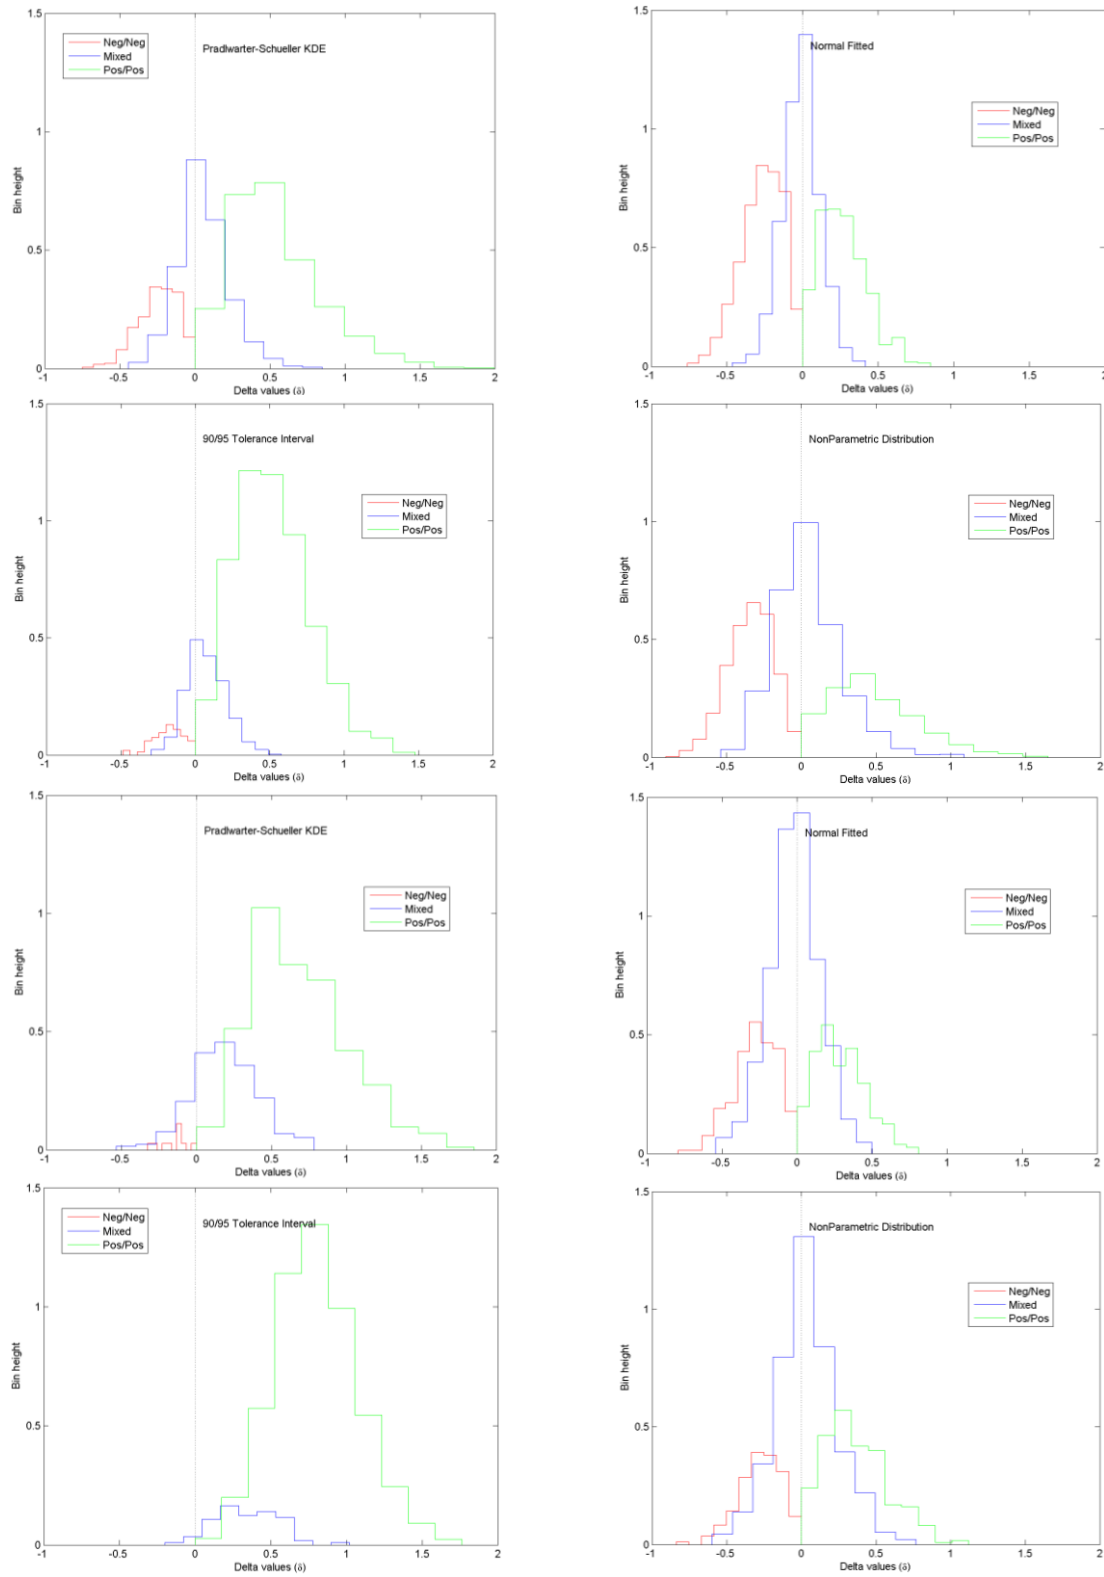 1.5
Neg/Neg
Mixed
Pos/Pos
Pradlwarter-Schueller KDE
1
Bin height
0.5
0
-1 -0.5 0 0.5 1 1.5 2
Delta values (δ)
1.5
Normal Fitted
Neg/Neg
Mixed
Pos/Pos
1
Bin height
0.5
0
-1 -0.5 0 0.5 1 1.5 2
Delta values (δ)
1.5
90/95 Tolerance Interval
Neg/Neg
Mixed
Pos/Pos
1
Bin height
0.5
0
-1 -0.5 0 0.5 1 1.5 2
Delta values (δ)
1.5
NonParametric Distribution
Neg/Neg
Mixed
Pos/Pos
1
Bin height
0.5
0
-1 -0.5 0 0.5 1 1.5 2
Delta values (δ)
1.5
Pradlwarter-Schueller KDE
Neg/Neg
Mixed
Pos/Pos
1
Bin height
0.5
0
-1 -0.5 0 0.5 1 1.5 2
Delta values (δ)
1.5
Normal Fitted
Neg/Neg
Mixed
Pos/Pos
1
Bin height
0.5
0
-1 -0.5 0 0.5 1 1.5 2
Delta values (δ)
1.5
Neg/Neg
Mixed
Pos/Pos
90/95 Tolerance Interval
1
Bin height
0.5
0
-1 -0.5 0 0.5 1 1.5 2
Delta values (δ)
1.5
NonParametric Distribution
Neg/Neg
Mixed
Pos/Pos
1
Bin height
0.5
0
-1 -0.5 0 0.5 1 1.5 2
Delta values (δ)